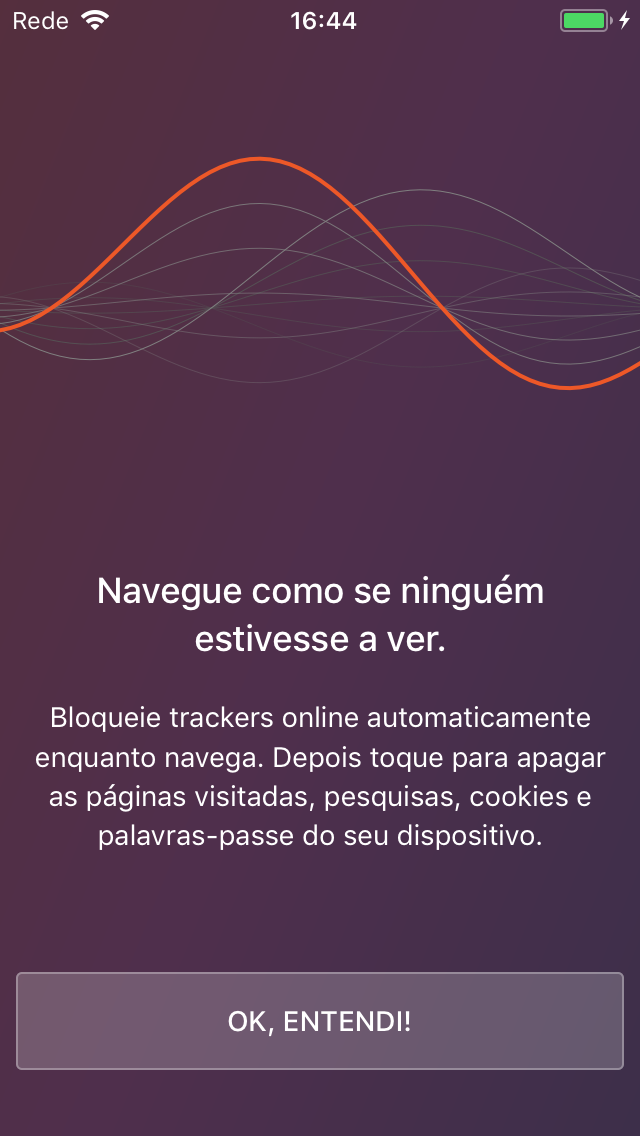 Rede 16:44
Navegue como se ninguém
estivesse a ver.
Bloqueie trackers online automaticamente
enquanto navega. Depois toque para apagar
as páginas visitadas, pesquisas, cookies e
palavras-passe do seu dispositivo.
OK, ENTENDI!